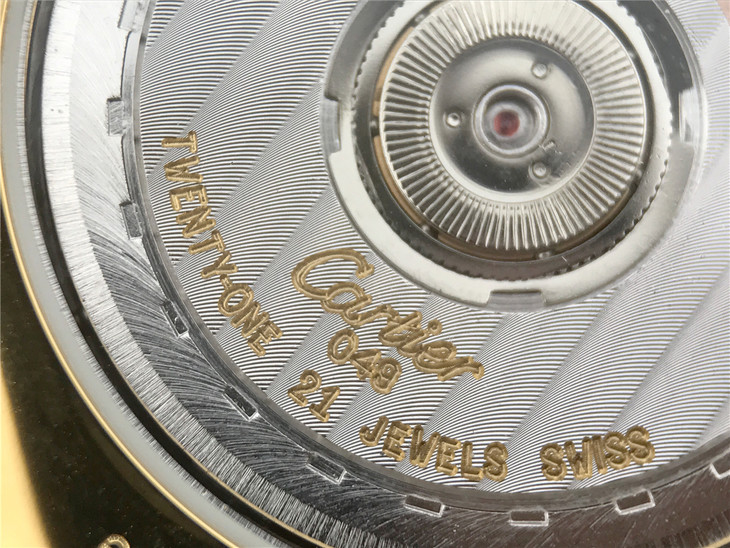 Cartier
049
TWENTY-ONE 21 JEWELS SWISS